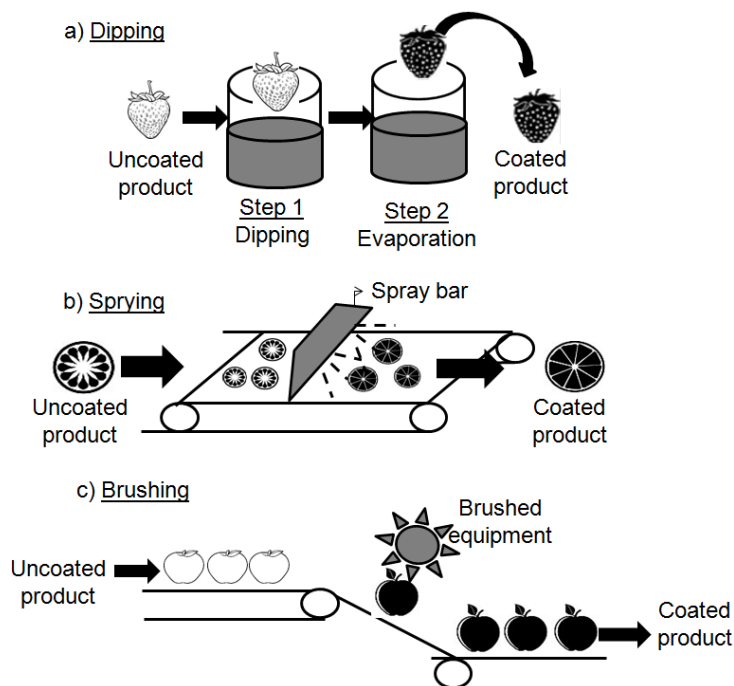 a) Dipping
Uncoated
product
Step 1
Dipping
Step 2
Evaporation
Coated
product
b) Sprying
Spray bar
Uncoated
product
Coated
product
c) Brushing
Brushed
equipment
Uncoated
product
Coated
product